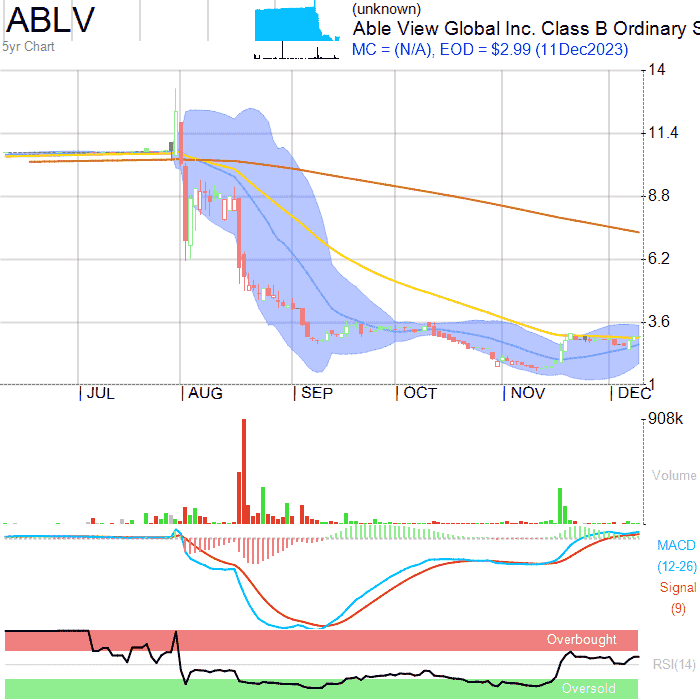 ABLV
5yr Chart
(unknown)
Able View Global Inc. Class B Ordinary S
MC = (N/A), EOD = $2.99 (11Dec2023)
14
11.4
8.8
6.2
3.6
1
JUL AUG SEP OCT NOV DEC
908k
Volume
MACD
(12-26)
Signal
(9)
Overbought
RSI(14)
Oversold